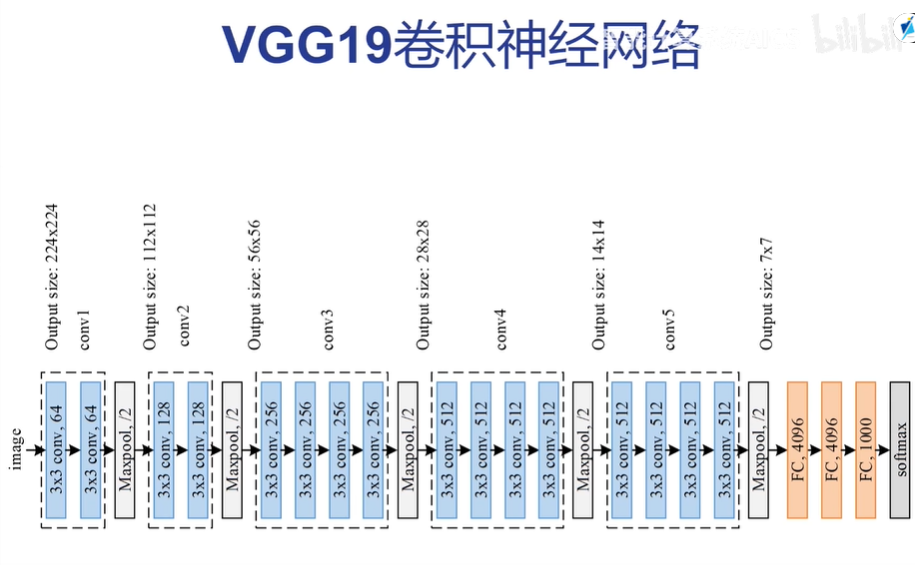 VGG19卷积神经网络
bilibili
Output size: 224x224
conv1
Output size: 112x112
conv2
Output size: 56x56
conv3
Output size: 28x28
conv4
Output size: 14x14
conv5
Output size: 7x7
image
3x3 conv, 64
3x3 conv, 64
Maxpool, /2
3x3 conv, 128
3x3 conv, 128
Maxpool, /2
3x3 conv, 256
3x3 conv, 256
3x3 conv, 256
3x3 conv, 256
Maxpool, /2
3x3 conv, 512
3x3 conv, 512
3x3 conv, 512
3x3 conv, 512
Maxpool, /2
3x3 conv, 512
3x3 conv, 512
3x3 conv, 512
3x3 conv, 512
Maxpool, /2
FC, 4096
FC, 4096
FC, 1000
softmax